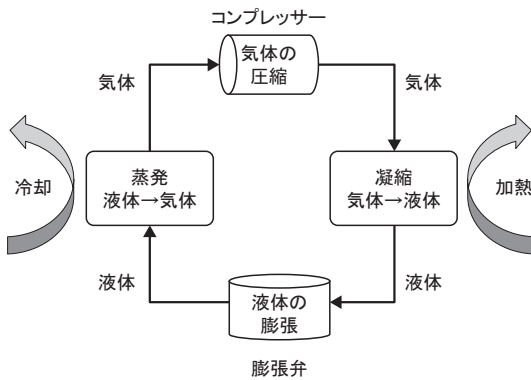 コンプレッサー
気体の
圧縮
気体
気体
冷却
蒸発
液体→気体
凝縮
気体→液体
加熱
液体
液体
液体の
膨張
膨張弁